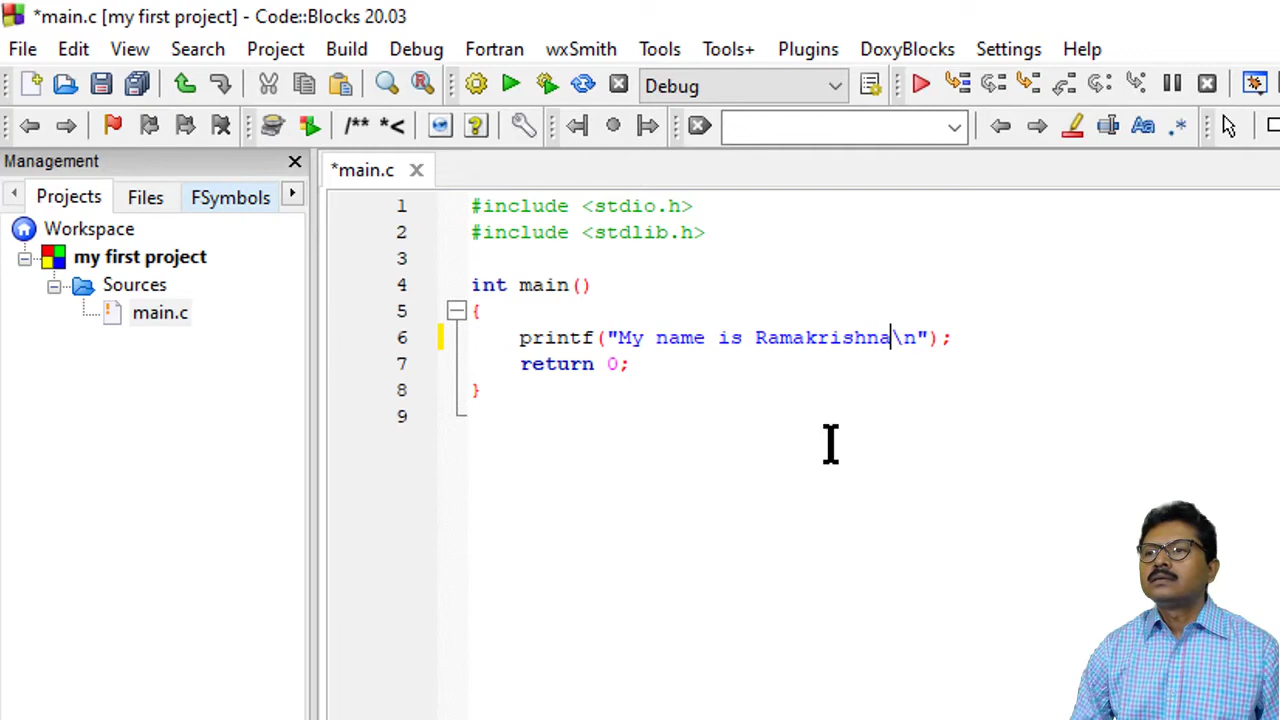 *main.c [my first project] - Code::Blocks 20.03
File Edit View Search Project Build Debug Fortran wxSmith Tools Tools+ Plugins DoxyBlocks Settings Help
Debug
/** *<
Management
*main.c
Projects Files FSymbols
Workspace
my first project
Sources
main.c
1 #include <stdio.h>
2 #include <stdlib.h>
3
4 int main()
5 {
6 printf("My name is Ramakrishna\n");
7 return 0;
8 }
9